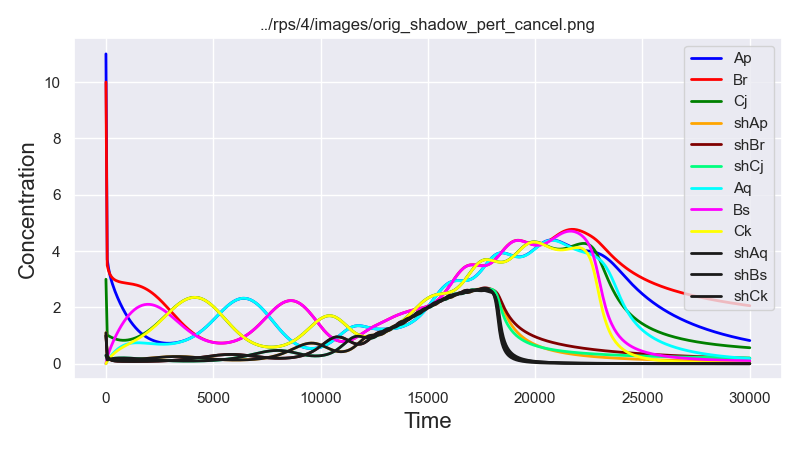 ../rps/4/images/orig_shadow_pert_cancel.png
Concentration
10
8
6
4
2
0
0 5000 10000 15000 20000 25000 30000
Time
Ap
Br
Cj
shAp
shBr
shCj
Aq
Bs
Ck
shAq
shBs
shCk